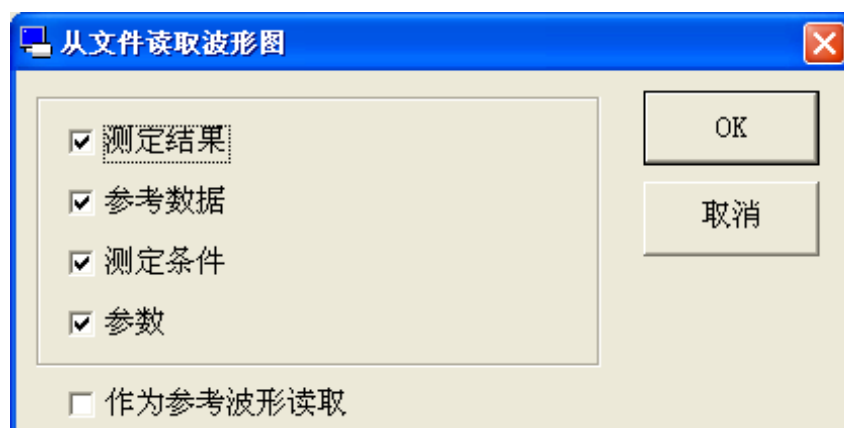 从文件读取波形图
测定结果
参考数据
测定条件
参数
作为参考波形读取
OK
取消